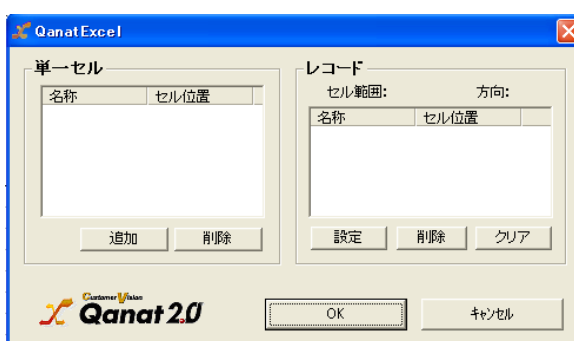 QanatExcel
単一セル
名称 セル位置
追加 削除
レコード
セル範囲: 方向:
名称 セル位置
設定 削除 クリア
Customer Vision
Qanat 2.0
OK キャンセル